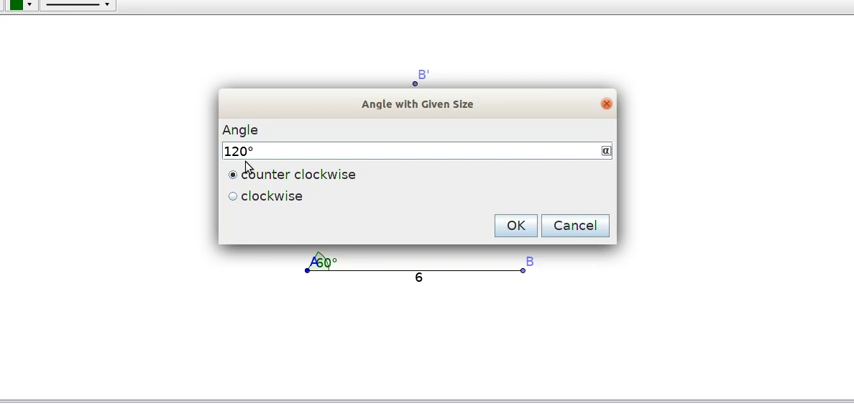 B'
Angle with Given Size
Angle
120°
α
counter clockwise
clockwise
OK Cancel
A 60° B
6